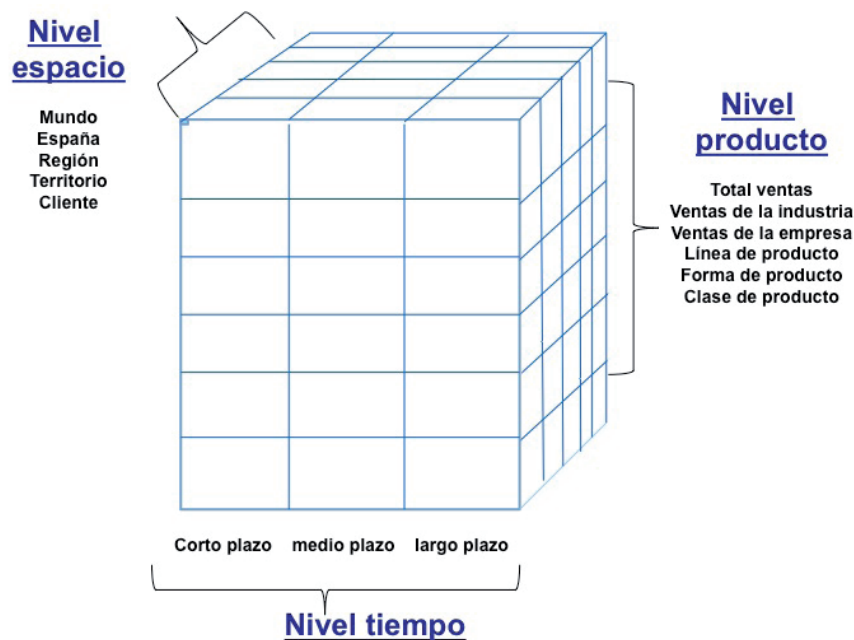 Nivel
espacio
Mundo
España
Región
Territorio
Cliente
Nivel
producto
Total ventas
Ventas de la industria
Ventas de la empresa
Línea de producto
Forma de producto
Clase de producto
Corto plazo medio plazo largo plazo
Nivel tiempo